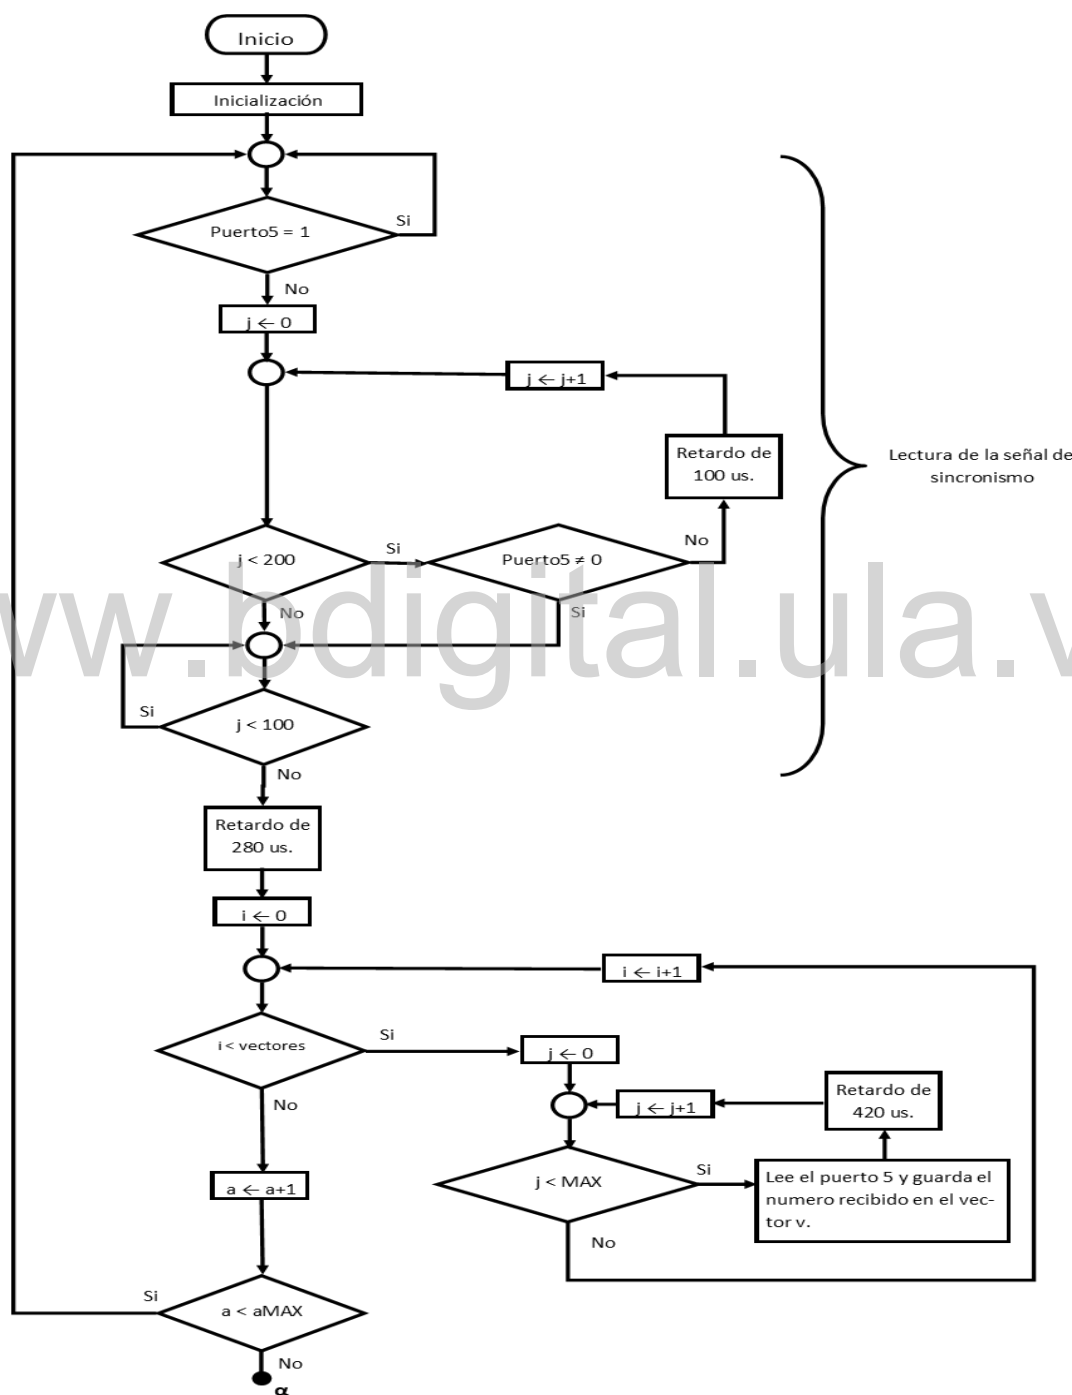 Inicio
Inicialización
Si
Puerto5 = 1
No
j ← 0
j ← j+1
Retardo de
100 us.
Lectura de la señal de
sincronismo
j < 200
Si
Puerto5 ≠ 0
No
No
Si
www.bdigital.ula.v
Si
j < 100
No
Retardo de
280 us.
i ← 0
i ← i+1
i < vectores
Si
j ← 0
No
j ← j+1
Retardo de
420 us.
a ← a+1
j < MAX
Si
Lee el puerto 5 y guarda el
numero recibido en el vec-
tor v.
No
Si
a < aMAX
No
α